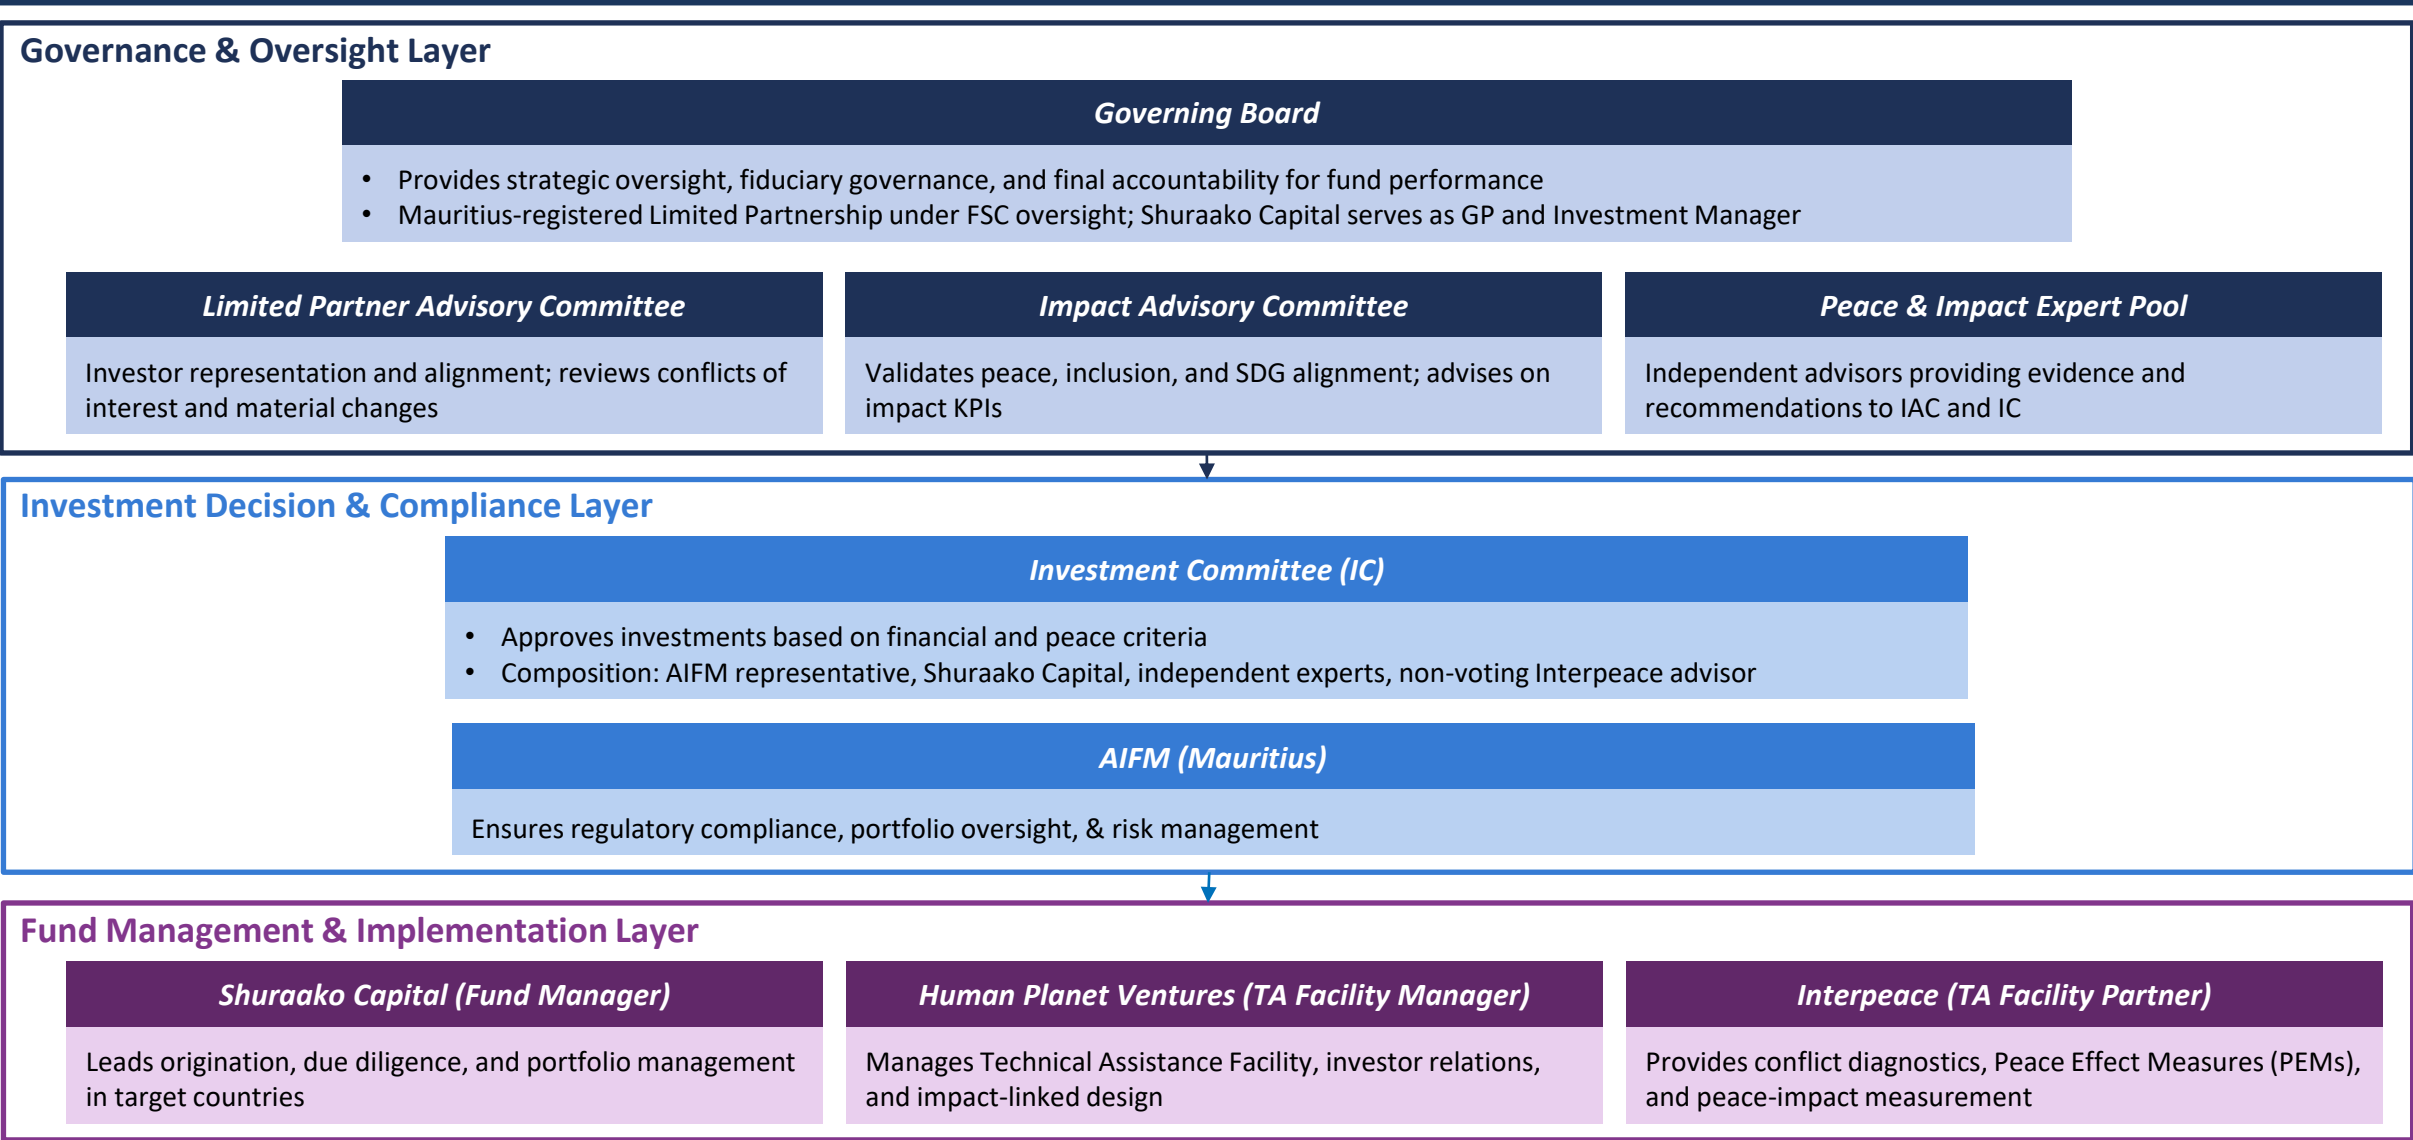 Governance & Oversight Layer
Governing Board
• Provides strategic oversight, fiduciary governance, and final accountability for fund performance
• Mauritius-registered Limited Partnership under FSC oversight; Shuraako Capital serves as GP and Investment Manager
Limited Partner Advisory Committee
Investor representation and alignment; reviews conflicts of
interest and material changes
Impact Advisory Committee
Validates peace, inclusion, and SDG alignment; advises on
impact KPIs
Peace & Impact Expert Pool
Independent advisors providing evidence and
recommendations to IAC and IC
Investment Decision & Compliance Layer
Investment Committee (IC)
• Approves investments based on financial and peace criteria
• Composition: AIFM representative, Shuraako Capital, independent experts, non-voting Interpeace advisor
AIFM (Mauritius)
Ensures regulatory compliance, portfolio oversight, & risk management
Fund Management & Implementation Layer
Shuraako Capital (Fund Manager)
Leads origination, due diligence, and portfolio management
in target countries
Human Planet Ventures (TA Facility Manager)
Manages Technical Assistance Facility, investor relations,
and impact-linked design
Interpeace (TA Facility Partner)
Provides conflict diagnostics, Peace Effect Measures (PEMs),
and peace-impact measurement